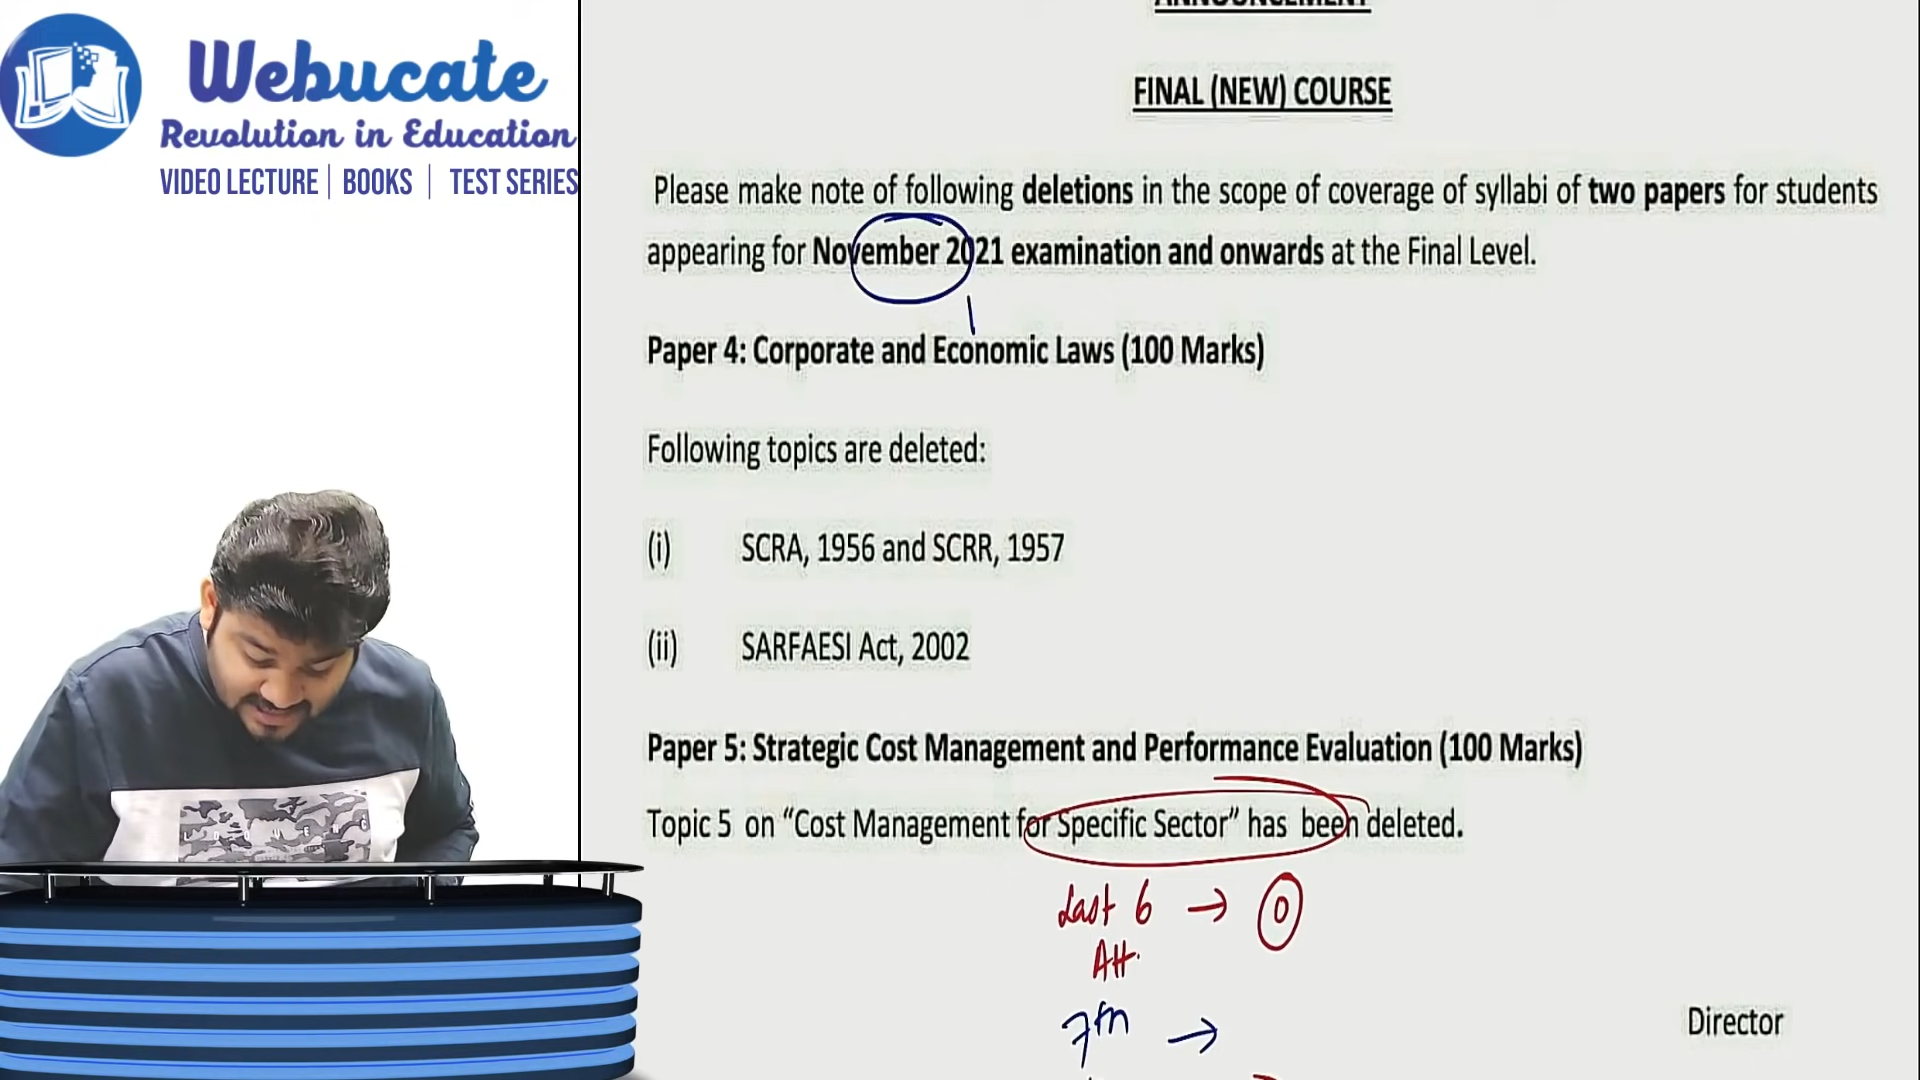 Webucate
Revolution in Education
VIDEO LECTURE | BOOKS | TEST SERIES
ANNOUNCEMENT
FINAL (NEW) COURSE
Please make note of following deletions in the scope of coverage of syllabi of two papers for students
appearing for November 2021 examination and onwards at the Final Level.
Paper 4: Corporate and Economic Laws (100 Marks)
Following topics are deleted:
(i) SCRA, 1956 and SCRR, 1957
(ii) SARFAESI Act, 2002
Paper 5: Strategic Cost Management and Performance Evaluation (100 Marks)
Topic 5 on “Cost Management for Specific Sector” has been deleted.
Last 6 → 0
Att.
7th →
Director